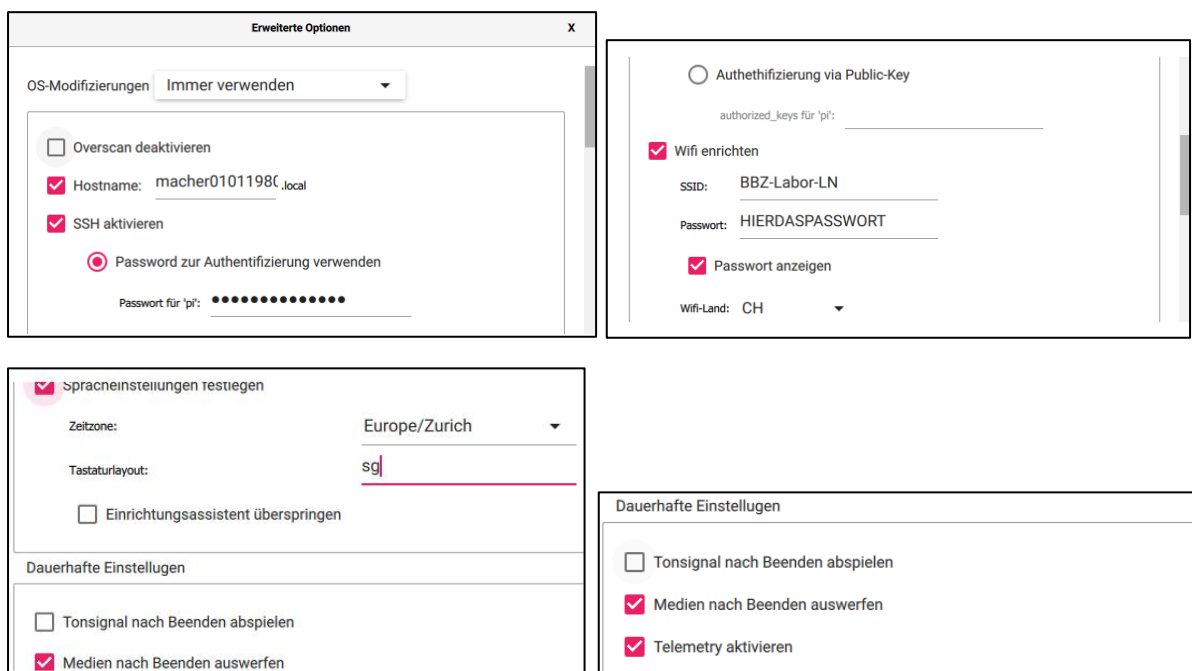 Erweiterte Optionen X
OS-Modifizierungen Immer verwenden
Overscan deaktivieren
Hostname: macher01011980 .local
SSH aktivieren
Password zur Authentifizierung verwenden
Passwort für 'pi': ••••••••••••••
Authethifizierung via Public-Key
authorized_keys für 'pi':
Wifi enrichten
SSID: BBZ-Labor-LN
Passwort: HIERDASPASSWORT
Passwort anzeigen
Wifi-Land: CH
Spracheinstellungen festlegen
Zeitzone: Europe/Zurich
Tastaturlayout: sg
Einrichtungsassistent überspringen
Dauerhafte Einstellugen
Tonsignal nach Beenden abspielen
Medien nach Beenden auswerfen
Dauerhafte Einstellugen
Tonsignal nach Beenden abspielen
Medien nach Beenden auswerfen
Telemetry aktivieren